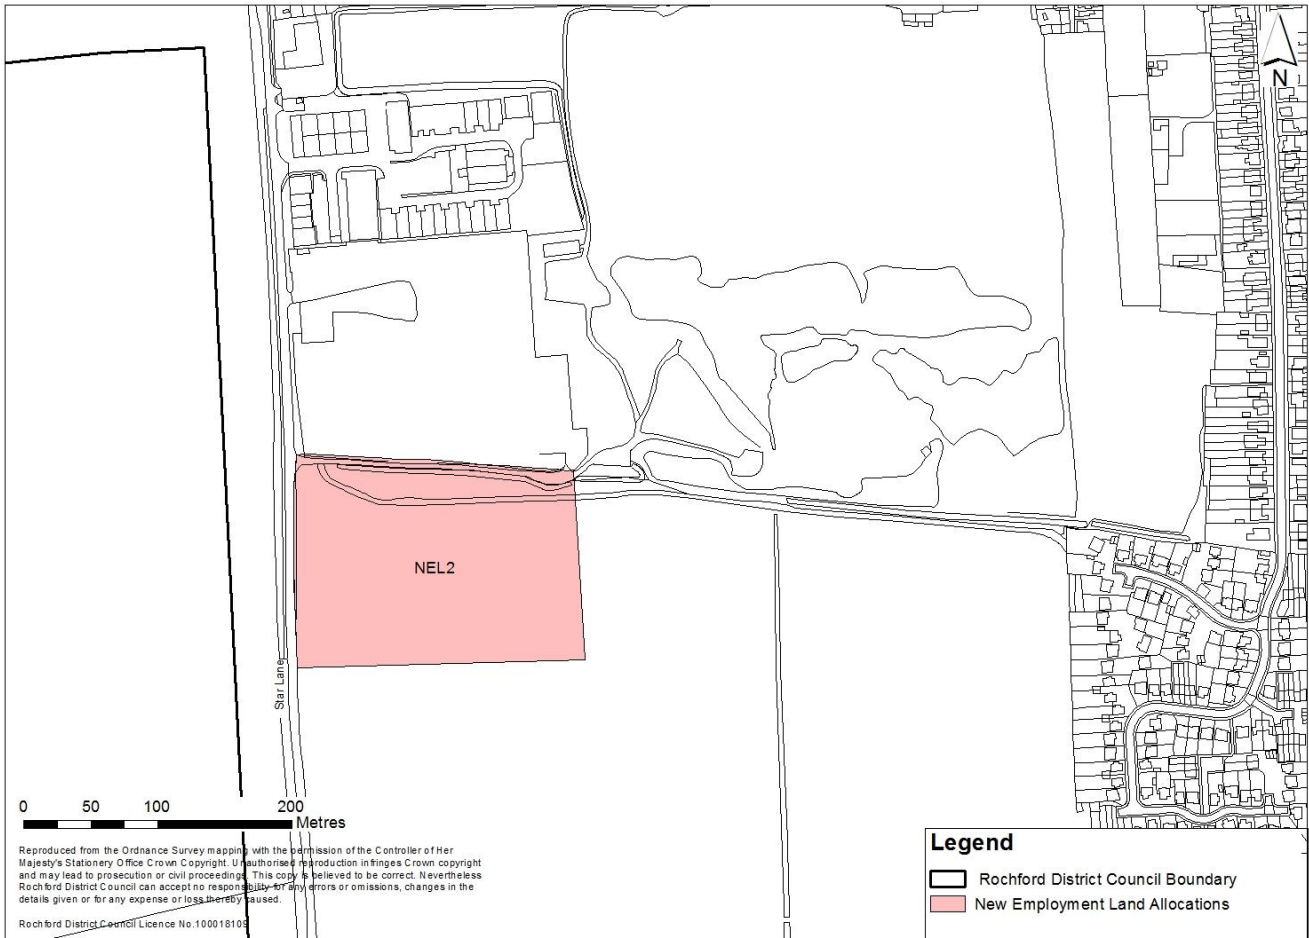 N
NEL2
Star Lane
0 50 100 200
Metres
Reproduced from the Ordnance Survey mapping with the permission of the Controller of Her
Majesty's Stationery Office Crown Copyright. Unauthorised reproduction infringes Crown copyright
and may lead to prosecution or civil proceedings. This copy is believed to be correct. Nevertheless
Rochford District Council can accept no responsibility for any errors or omissions, changes in the
details given or for any expense or loss thereby caused.
Rochford District Council Licence No.100018109
Legend
Rochford District Council Boundary
New Employment Land Allocations